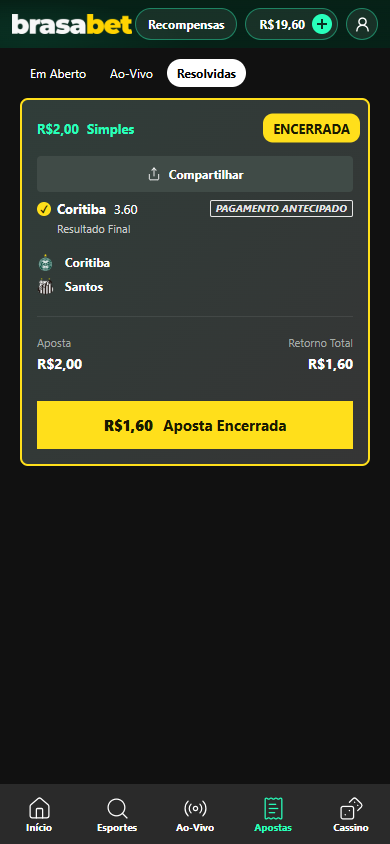 brasabet Recompensas R$19,60
Em Aberto Ao-Vivo Resolvidas
R$2,00 Simples ENCERRADA
Compartilhar
Coritiba 3.60 PAGAMENTO ANTECIPADO
Resultado Final
Coritiba
Santos
Aposta Retorno Total
R$2,00 R$1,60
R$1,60 Aposta Encerrada
Início Esportes Ao-Vivo Apostas Cassino